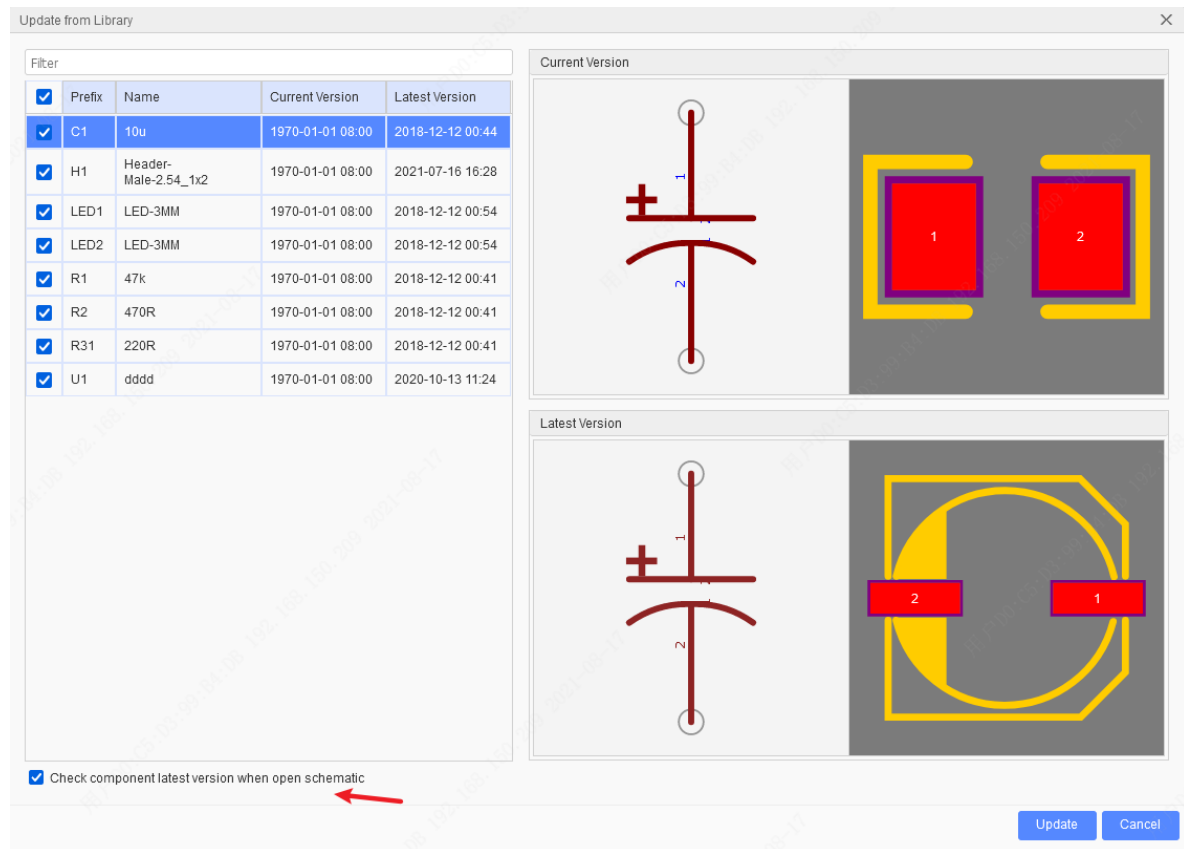 Update from Library
Filter
Prefix Name Current Version Latest Version
C1 10u 1970-01-01 08:00 2018-12-12 00:44
H1 Header-
Male-2.54_1x2 1970-01-01 08:00 2021-07-16 16:28
LED1 LED-3MM 1970-01-01 08:00 2018-12-12 00:54
LED2 LED-3MM 1970-01-01 08:00 2018-12-12 00:54
R1 47k 1970-01-01 08:00 2018-12-12 00:41
R2 470R 1970-01-01 08:00 2018-12-12 00:41
R31 220R 1970-01-01 08:00 2018-12-12 00:41
U1 dddd 1970-01-01 08:00 2020-10-13 11:24
Check component latest version when open schematic
Current Version
1
2
1
2
Latest Version
1
2
2
1
Update Cancel